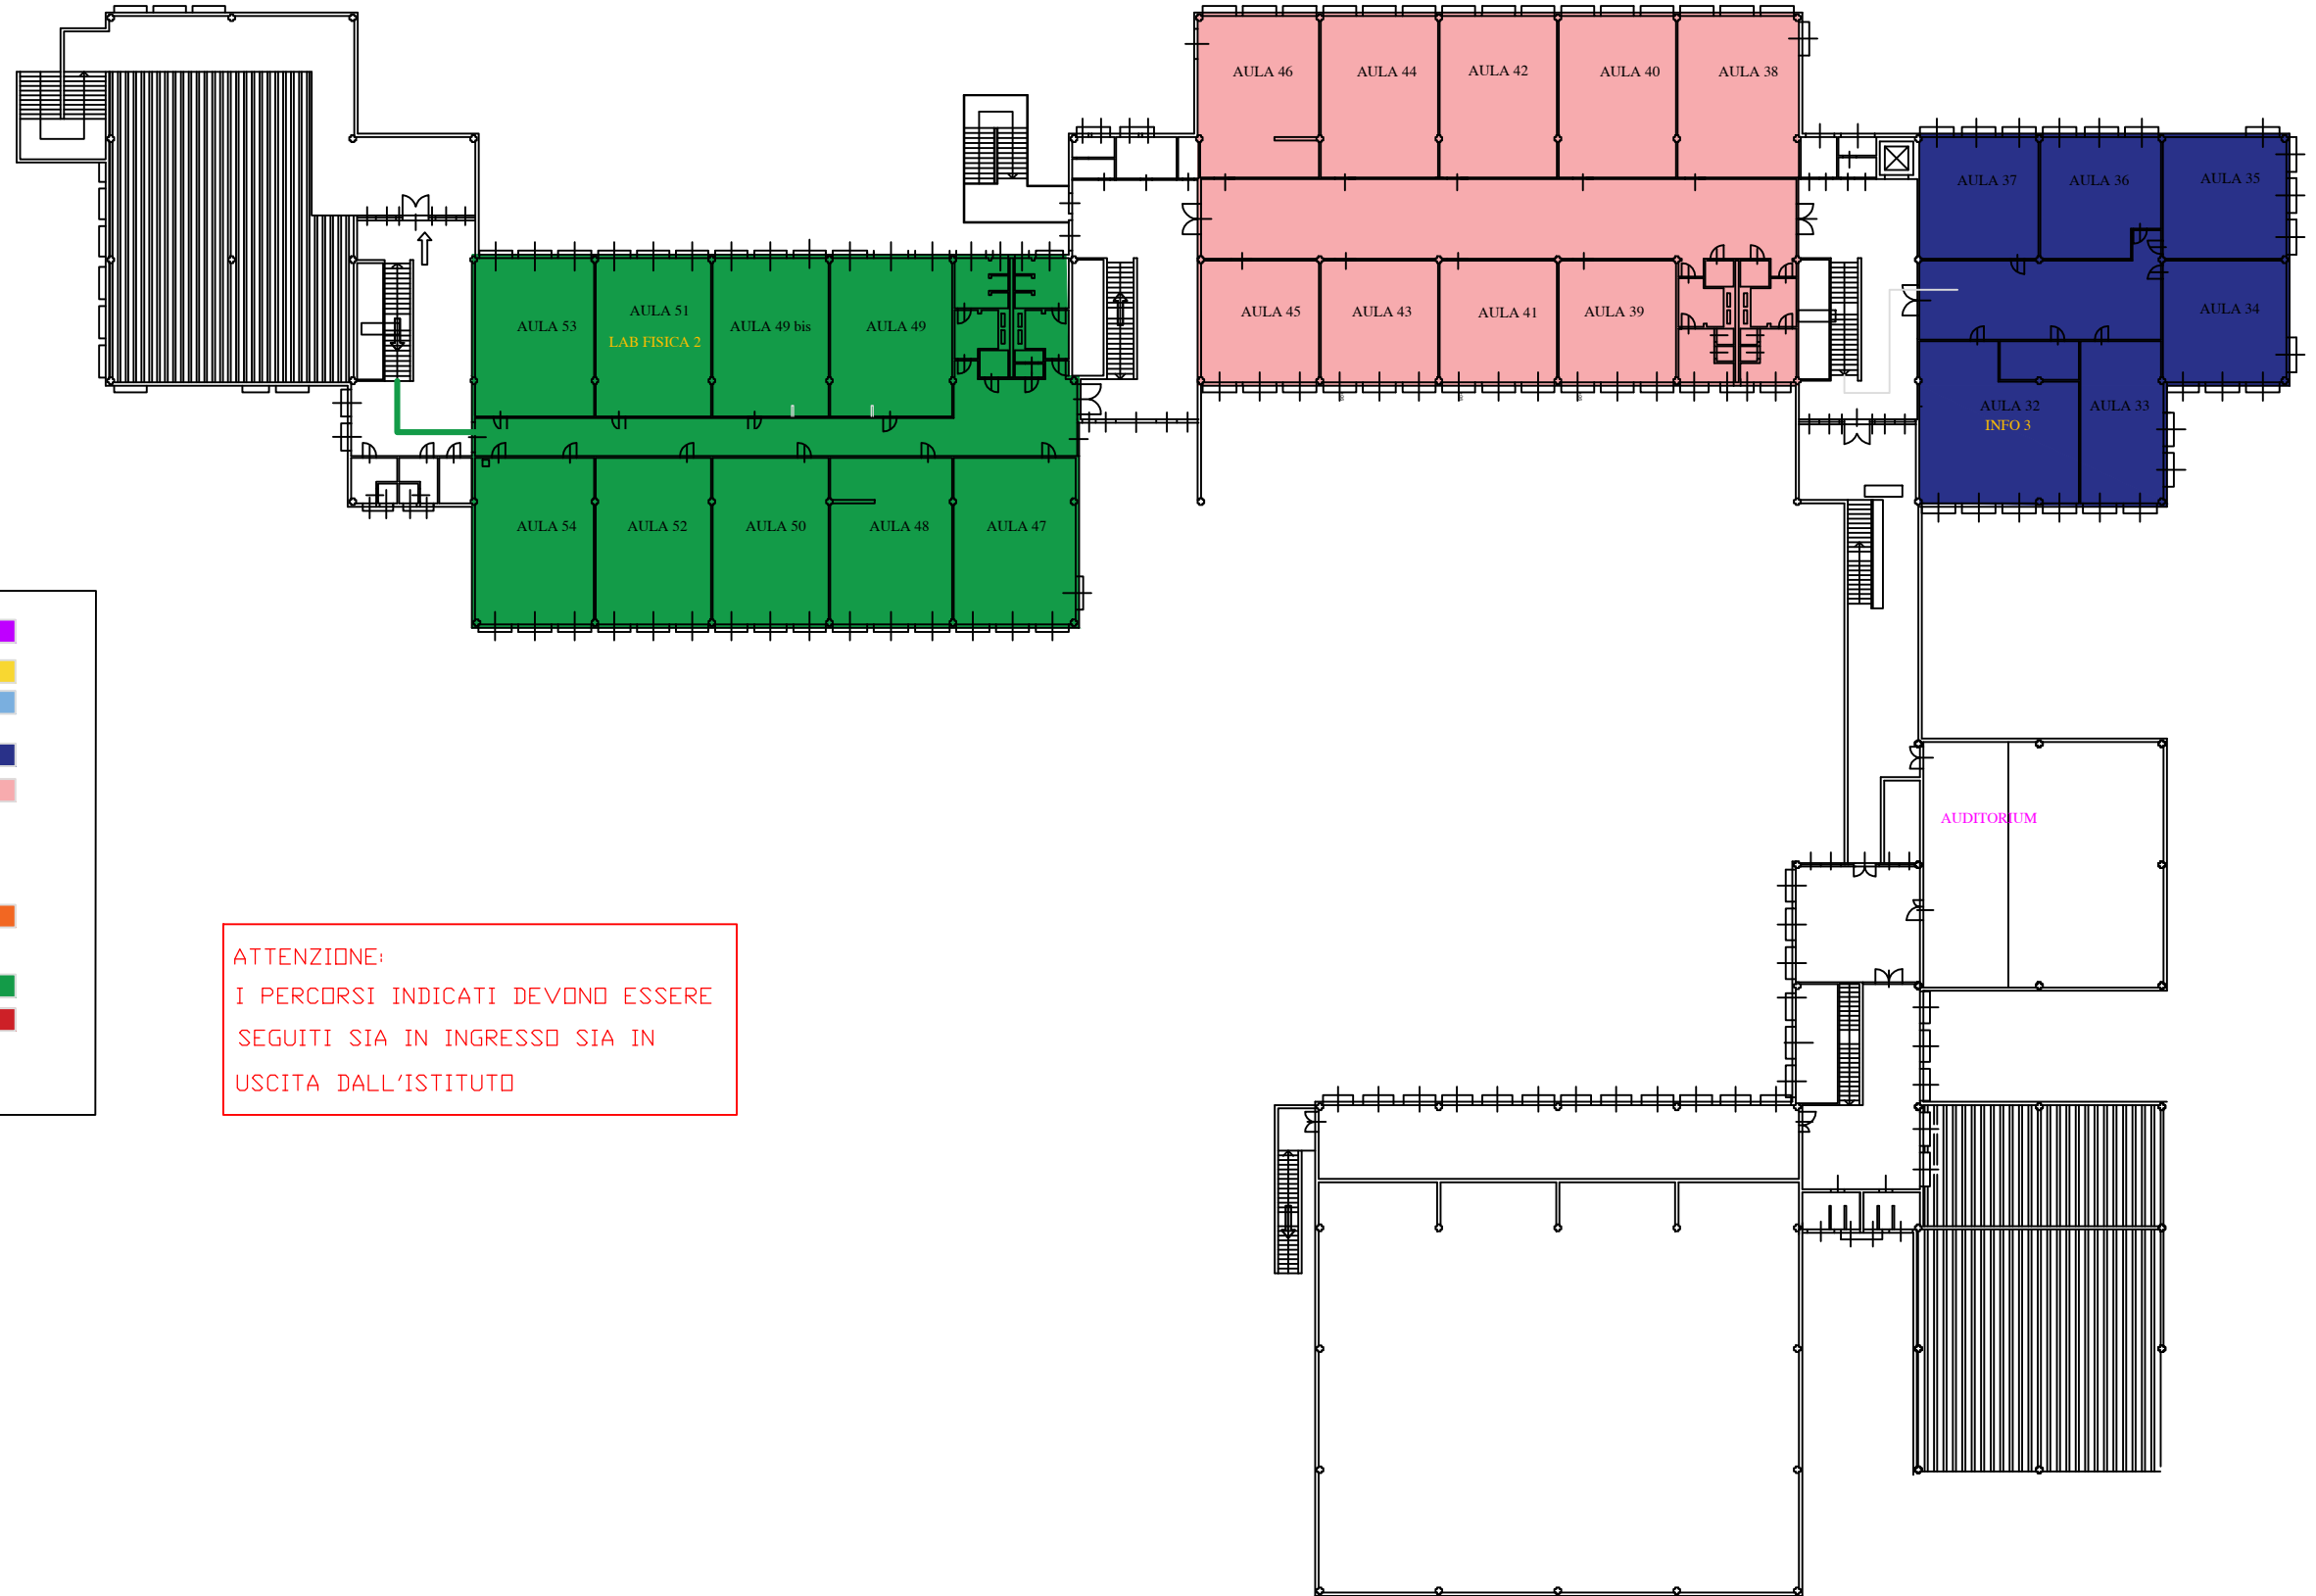 AULA 46
AULA 44
AULA 42
AULA 40
AULA 38
AULA 37
AULA 36
AULA 35
AULA 53
AULA 51
LAB FISICA 2
AULA 49 bis
AULA 49
AULA 45
AULA 43
AULA 41
AULA 39
AULA 34
AULA 32
INFO 3
AULA 33
AULA 54
AULA 52
AULA 50
AULA 48
AULA 47
AUDITORIUM
ATTENZIONE:
I PERCORSI INDICATI DEVONO ESSERE
SEGUITI SIA IN INGRESSO SIA IN
USCITA DALL'ISTITUTO